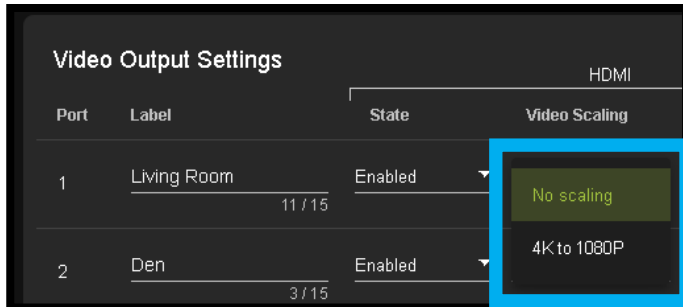 Video Output Settings
HDMI
Port Label State Video Scaling
1 Living Room Enabled No scaling
11 / 15
4K to 1080P
2 Den Enabled
3 / 15